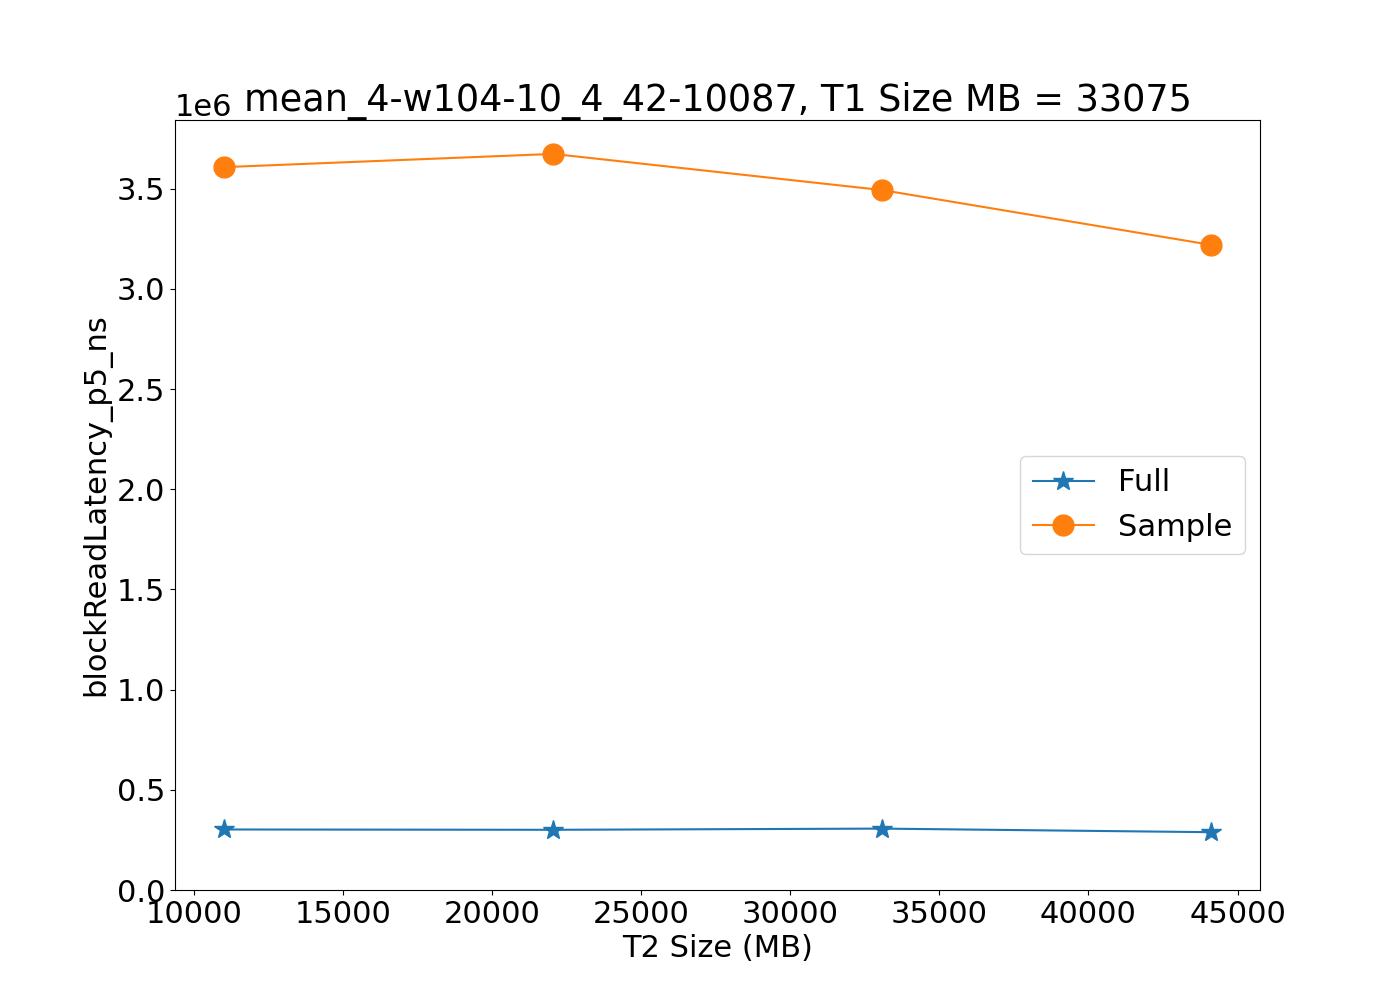 1e6 mean_4-w104-10_4_42-10087, T1 Size MB = 33075
3.5
3.0
2.5
2.0
1.5
1.0
0.5
0.0
blockReadLatency_p5_ns
Full
Sample
10000 15000 20000 25000 30000 35000 40000 45000
T2 Size (MB)